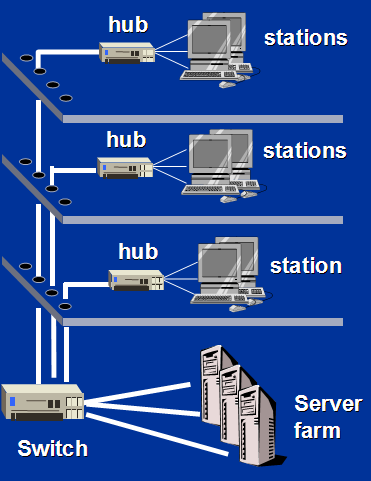 hub
stations
hub
stations
hub
station
Switch
Server
farm